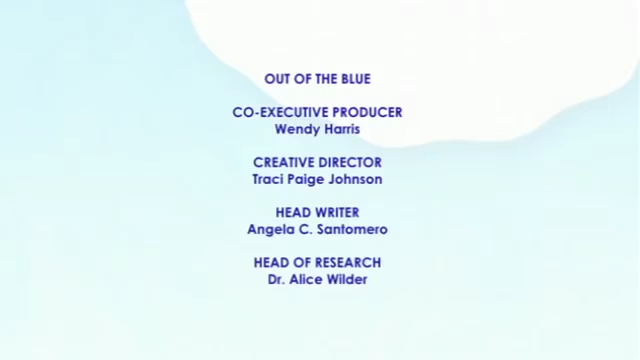 OUT OF THE BLUE
CO-EXECUTIVE PRODUCER
Wendy Harris
CREATIVE DIRECTOR
Traci Paige Johnson
HEAD WRITER
Angela C. Santomero
HEAD OF RESEARCH
Dr. Alice Wilder